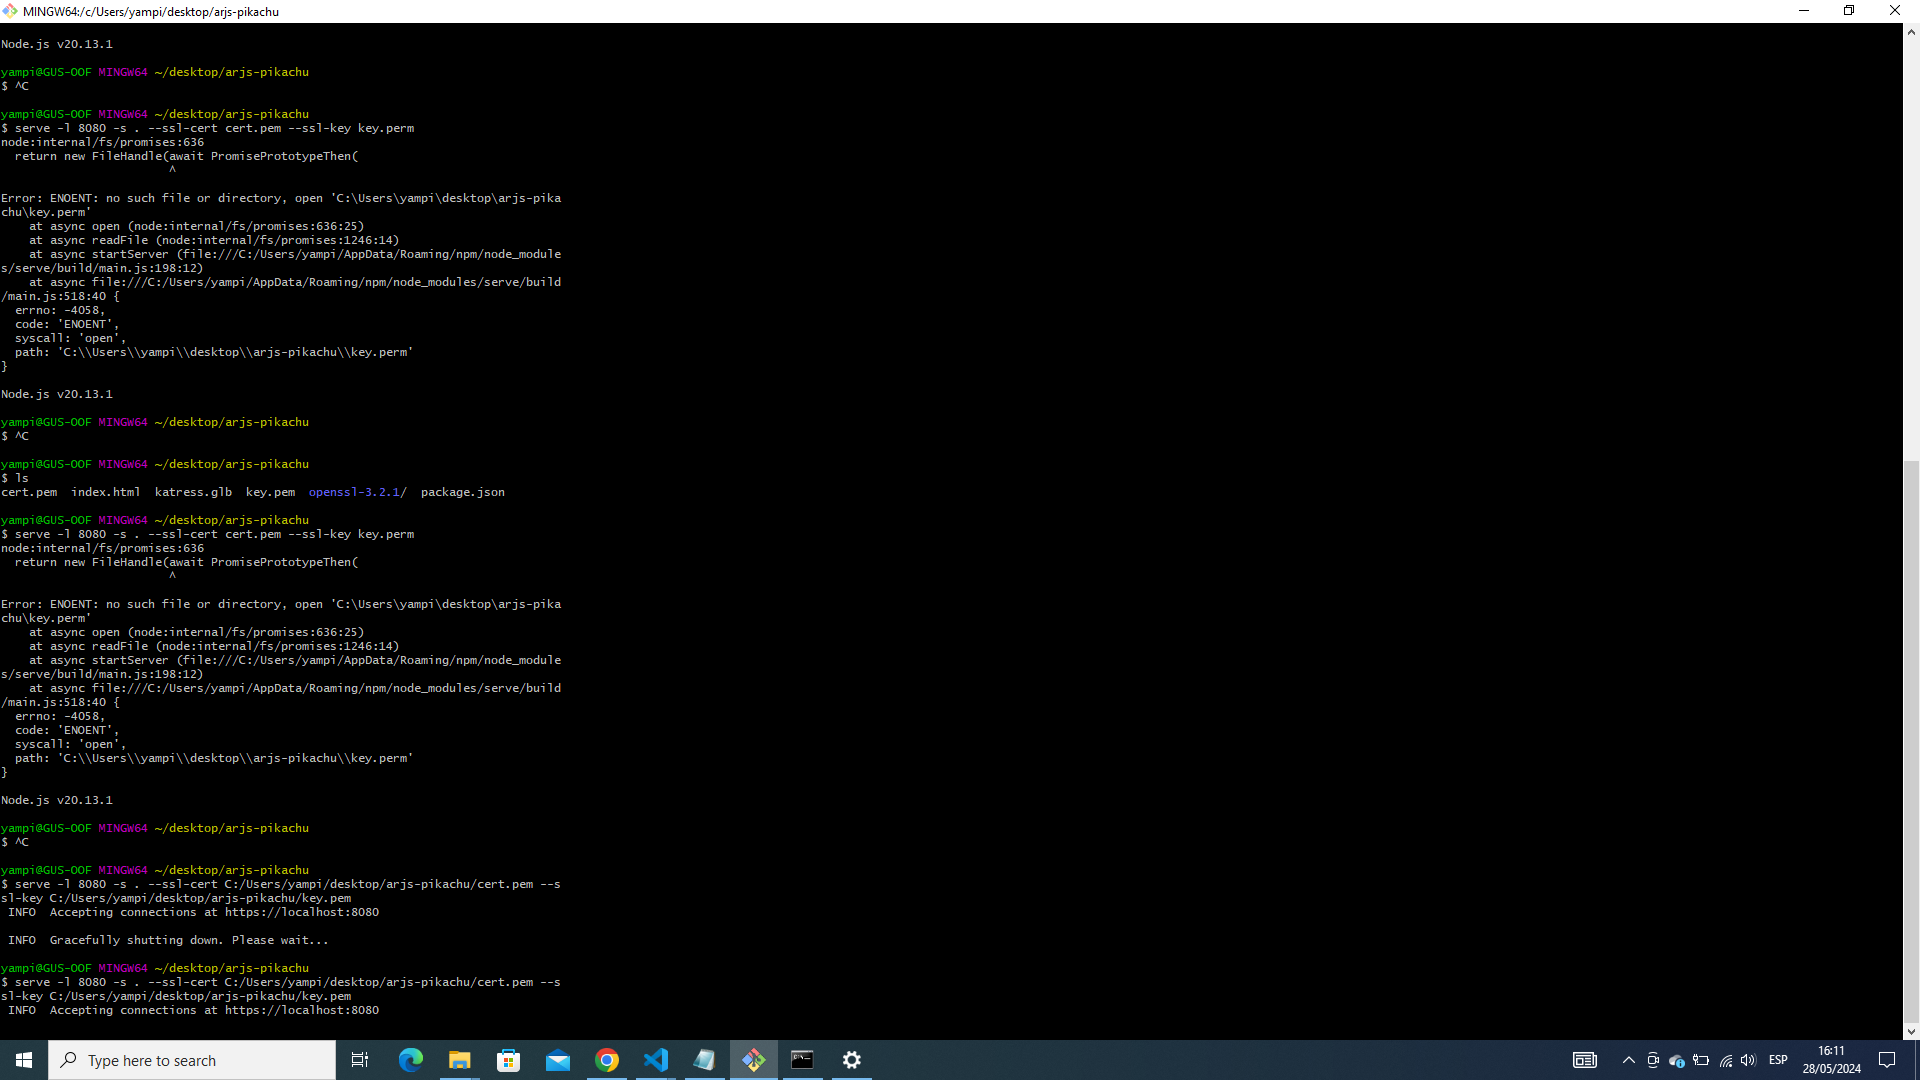 MINGW64:/c/Users/yampi/desktop/arjs-pikachu
Node.js v20.13.1
yampi@GUS-OOF MINGW64 ~/desktop/arjs-pikachu
$ ^C
yampi@GUS-OOF MINGW64 ~/desktop/arjs-pikachu
$ serve -l 8080 -s . --ssl-cert cert.pem --ssl-key key.perm
node:internal/fs/promises:636
  return new FileHandle(await PromisePrototypeThen(
                        ^
Error: ENOENT: no such file or directory, open 'C:\Users\yampi\desktop\arjs-pika
chu\key.perm'
    at async open (node:internal/fs/promises:636:25)
    at async readFile (node:internal/fs/promises:1246:14)
    at async startServer (file:///C:/Users/yampi/AppData/Roaming/npm/node_module
s/serve/build/main.js:198:12)
    at async file:///C:/Users/yampi/AppData/Roaming/npm/node_modules/serve/build
/main.js:518:40 {
  errno: -4058,
  code: 'ENOENT',
  syscall: 'open',
  path: 'C:\\Users\\yampi\\desktop\\arjs-pikachu\\key.perm'
}
Node.js v20.13.1
yampi@GUS-OOF MINGW64 ~/desktop/arjs-pikachu
$ ^C
yampi@GUS-OOF MINGW64 ~/desktop/arjs-pikachu
$ ls
cert.pem  index.html  katress.glb  key.pem  openssl-3.2.1/  package.json
yampi@GUS-OOF MINGW64 ~/desktop/arjs-pikachu
$ serve -l 8080 -s . --ssl-cert cert.pem --ssl-key key.perm
node:internal/fs/promises:636
  return new FileHandle(await PromisePrototypeThen(
                        ^
Error: ENOENT: no such file or directory, open 'C:\Users\yampi\desktop\arjs-pika
chu\key.perm'
    at async open (node:internal/fs/promises:636:25)
    at async readFile (node:internal/fs/promises:1246:14)
    at async startServer (file:///C:/Users/yampi/AppData/Roaming/npm/node_module
s/serve/build/main.js:198:12)
    at async file:///C:/Users/yampi/AppData/Roaming/npm/node_modules/serve/build
/main.js:518:40 {
  errno: -4058,
  code: 'ENOENT',
  syscall: 'open',
  path: 'C:\\Users\\yampi\\desktop\\arjs-pikachu\\key.perm'
}
Node.js v20.13.1
yampi@GUS-OOF MINGW64 ~/desktop/arjs-pikachu
$ ^C
yampi@GUS-OOF MINGW64 ~/desktop/arjs-pikachu
$ serve -l 8080 -s . --ssl-cert C:/Users/yampi/desktop/arjs-pikachu/cert.pem --s
sl-key C:/Users/yampi/desktop/arjs-pikachu/key.pem
 INFO  Accepting connections at https://localhost:8080
 INFO  Gracefully shutting down. Please wait...
yampi@GUS-OOF MINGW64 ~/desktop/arjs-pikachu
$ serve -l 8080 -s . --ssl-cert C:/Users/yampi/desktop/arjs-pikachu/cert.pem --s
sl-key C:/Users/yampi/desktop/arjs-pikachu/key.pem
 INFO  Accepting connections at https://localhost:8080
Type here to search
ESP
16:11
28/05/2024